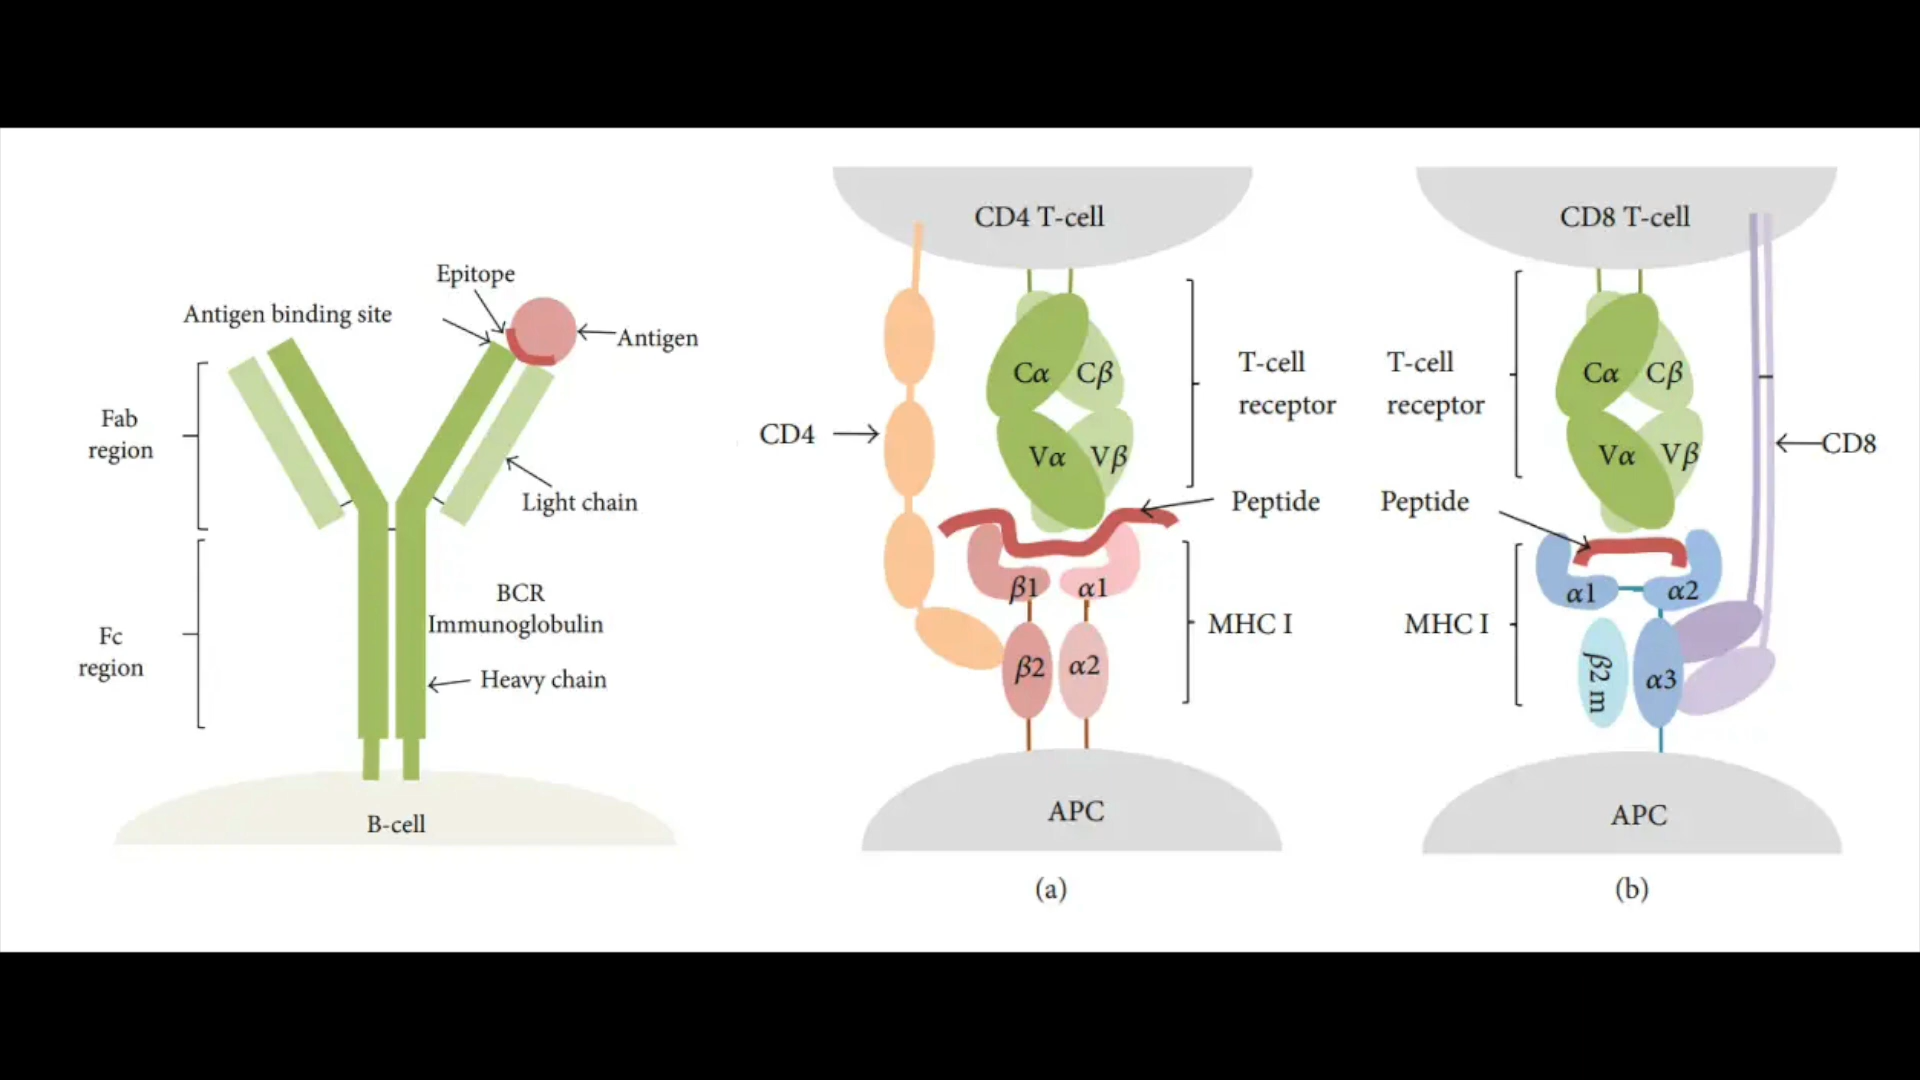 Epitope
Antigen binding site
Antigen
Fab
region
Light chain
BCR
Immunoglobulin
Fc
region
Heavy chain
B-cell
CD4 T-cell
Cα
Cβ
T-cell
receptor
CD4
Vα
Vβ
Peptide
β1
α1
MHC I
β2
α2
APC
(a)
CD8 T-cell
T-cell
receptor
Cα
Cβ
CD8
Vα
Vβ
Peptide
α1
α2
MHC I
β2 m
α3
APC
(b)